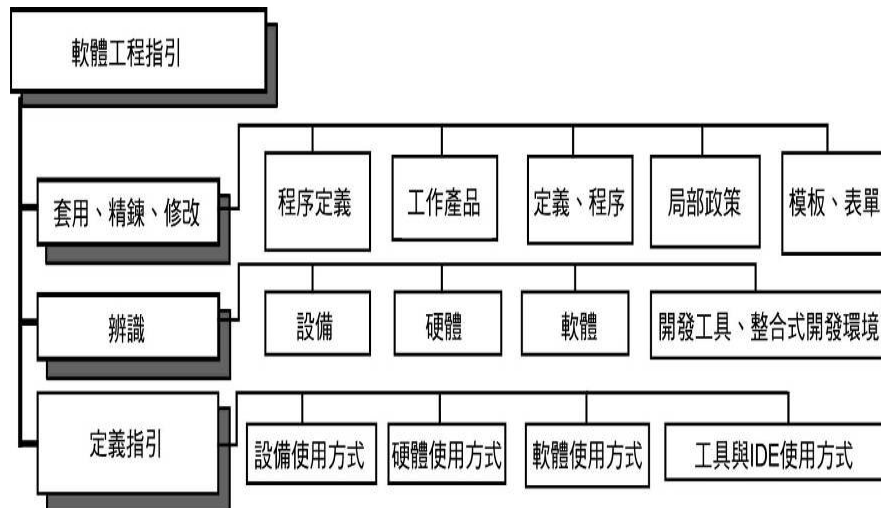 軟體工程指引
套用、精鍊、修改
程序定義
工作產品
定義、程序
局部政策
模板、表單
辨識
設備
硬體
軟體
開發工具、整合式開發環境
定義指引
設備使用方式
硬體使用方式
軟體使用方式
工具與IDE使用方式